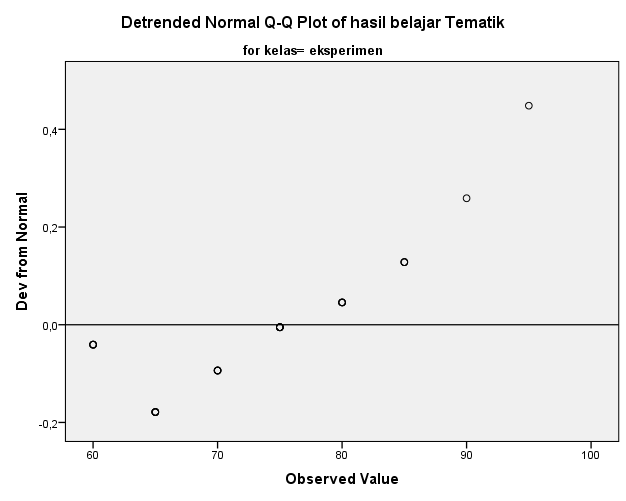 Detrended Normal Q-Q Plot of hasil belajar Tematik
for kelas= eksperimen
Dev from Normal
0,4
0,2
0,0
-0,2
60 70 80 90 100
Observed Value